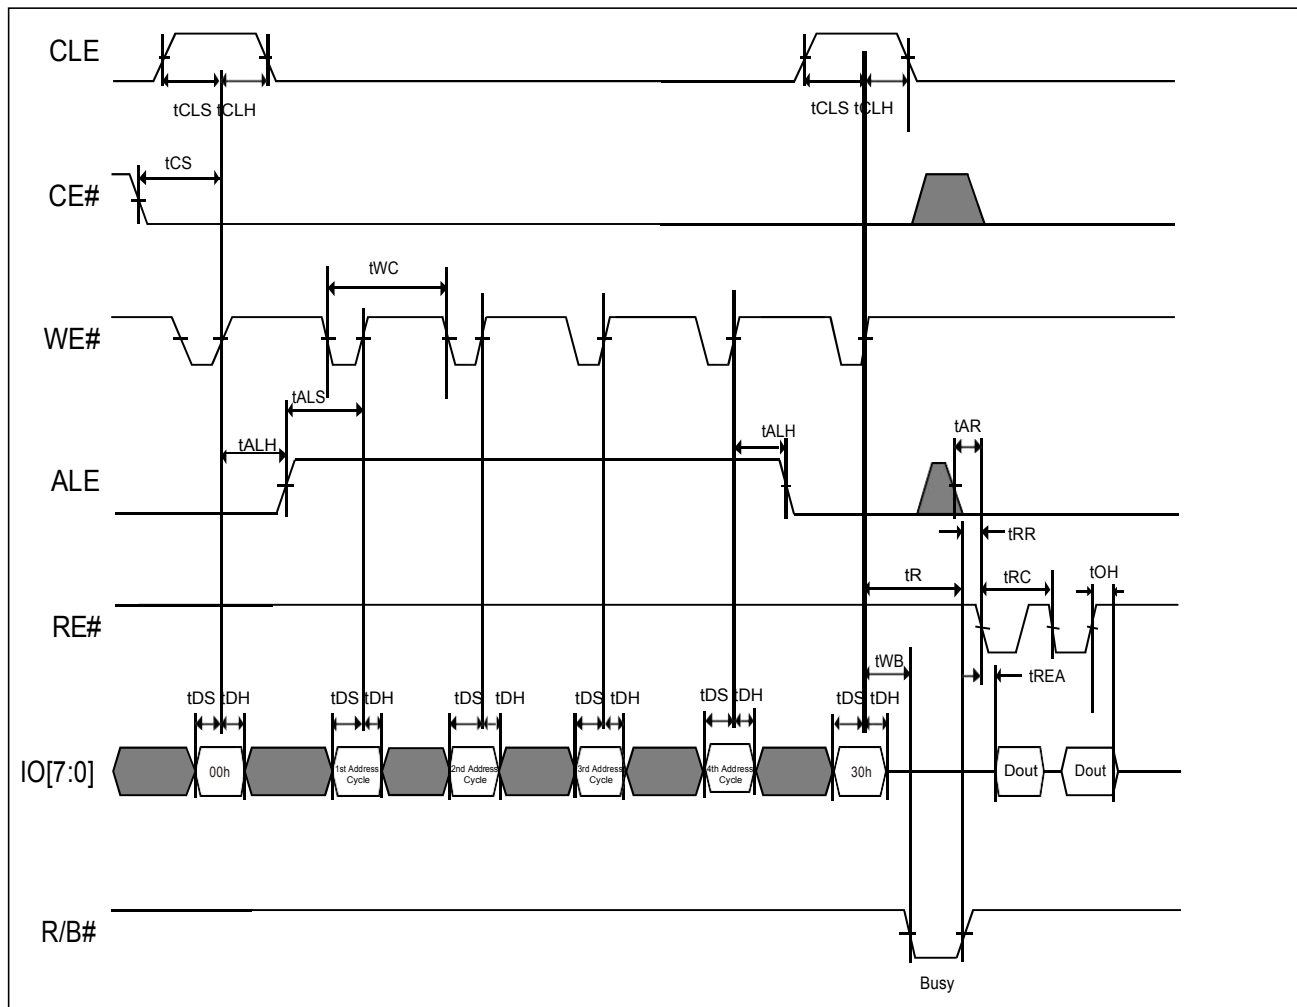 CLE
tCLS tCLH
tCLS tCLH
tCS
CE#
tWC
WE#
tALS
tALH
tALH
tAR
ALE
tRR
tR
tRC
tOH
RE#
tWB
tREA
tDS tDH
tDS tDH
tDS tDH
tDS tDH
tDS tDH
tDS tDH
IO[7:0]
00h
1st Address
Cycle
2nd Address
Cycle
3rd Address
Cycle
4th Address
Cycle
30h
Dout
Dout
R/B#
Busy